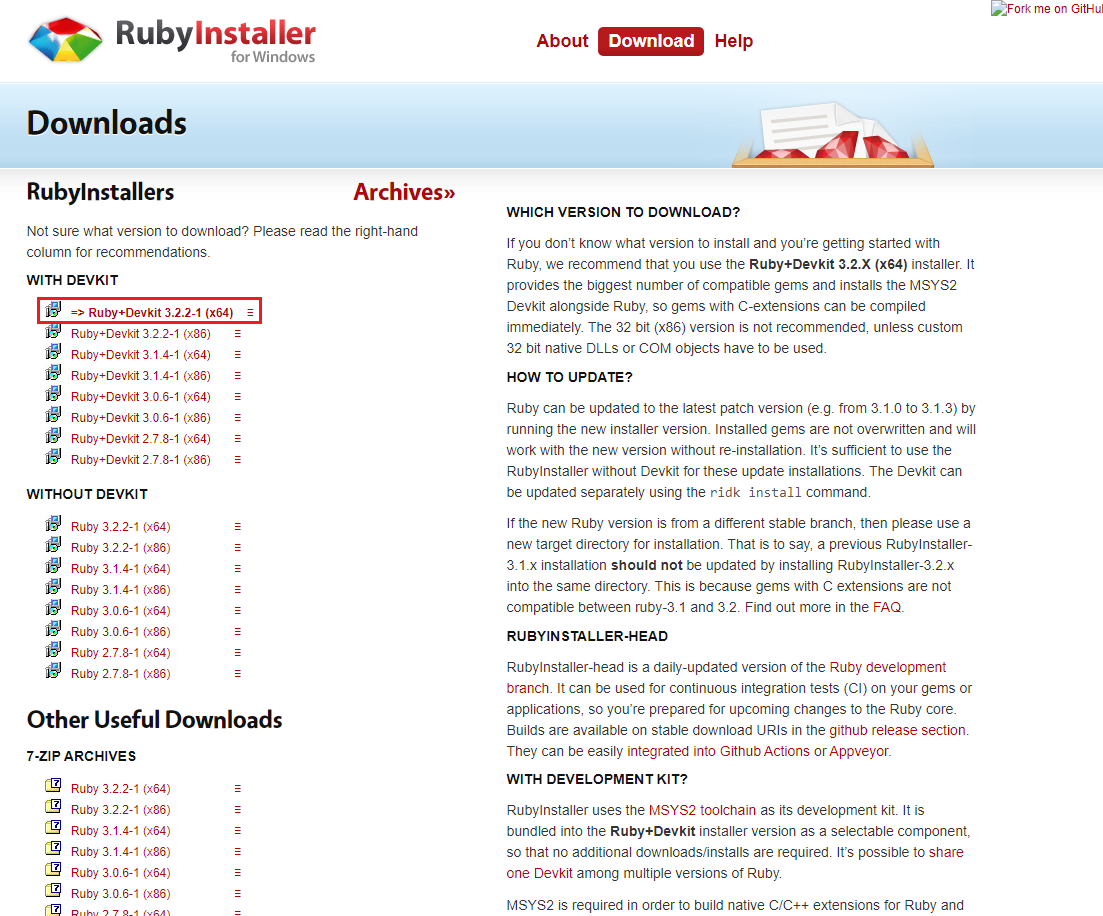 RubyInstaller
for Windows
About Download Help
Fork me on GitHu
Downloads
RubyInstallers Archives»
Not sure what version to download? Please read the right-hand
column for recommendations.
WITH DEVKIT
=> Ruby+Devkit 3.2.2-1 (x64)
Ruby+Devkit 3.2.2-1 (x86)
Ruby+Devkit 3.1.4-1 (x64)
Ruby+Devkit 3.1.4-1 (x86)
Ruby+Devkit 3.0.6-1 (x64)
Ruby+Devkit 3.0.6-1 (x86)
Ruby+Devkit 2.7.8-1 (x64)
Ruby+Devkit 2.7.8-1 (x86)
WITHOUT DEVKIT
Ruby 3.2.2-1 (x64)
Ruby 3.2.2-1 (x86)
Ruby 3.1.4-1 (x64)
Ruby 3.1.4-1 (x86)
Ruby 3.0.6-1 (x64)
Ruby 3.0.6-1 (x86)
Ruby 2.7.8-1 (x64)
Ruby 2.7.8-1 (x86)
Other Useful Downloads
7-ZIP ARCHIVES
Ruby 3.2.2-1 (x64)
Ruby 3.2.2-1 (x86)
Ruby 3.1.4-1 (x64)
Ruby 3.1.4-1 (x86)
Ruby 3.0.6-1 (x64)
Ruby 3.0.6-1 (x86)
Ruby 2.7.8-1 (x64)
WHICH VERSION TO DOWNLOAD?
If you don’t know what version to install and you’re getting started with
Ruby, we recommend that you use the Ruby+Devkit 3.2.X (x64) installer. It
provides the biggest number of compatible gems and installs the MSYS2
Devkit alongside Ruby, so gems with C-extensions can be compiled
immediately. The 32 bit (x86) version is not recommended, unless custom
32 bit native DLLs or COM objects have to be used.
HOW TO UPDATE?
Ruby can be updated to the latest patch version (e.g. from 3.1.0 to 3.1.3) by
running the new installer version. Installed gems are not overwritten and will
work with the new version without re-installation. It’s sufficient to use the
RubyInstaller without Devkit for these update installations. The Devkit can
be updated separately using the ridk install command.
If the new Ruby version is from a different stable branch, then please use a
new target directory for installation. That is to say, a previous RubyInstaller-
3.1.x installation should not be updated by installing RubyInstaller-3.2.x
into the same directory. This is because gems with C extensions are not
compatible between ruby-3.1 and 3.2. Find out more in the FAQ.
RUBYINSTALLER-HEAD
RubyInstaller-head is a daily-updated version of the Ruby development
branch. It can be used for continuous integration tests (CI) on your gems or
applications, so you’re prepared for upcoming changes to the Ruby core.
Builds are available on stable download URIs in the github release section.
They can be easily integrated into Github Actions or Appveyor.
WITH DEVELOPMENT KIT?
RubyInstaller uses the MSYS2 toolchain as its development kit. It is
bundled into the Ruby+Devkit installer version as a selectable component,
so that no additional downloads/installs are required. It’s possible to share
one Devkit among multiple versions of Ruby.
MSYS2 is required in order to build native C/C++ extensions for Ruby and